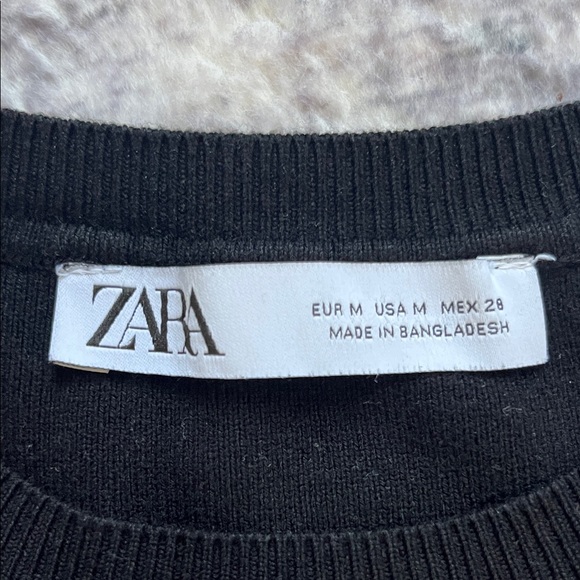 ZARA
EUR M USA M MEX 28
MADE IN BANGLADESH